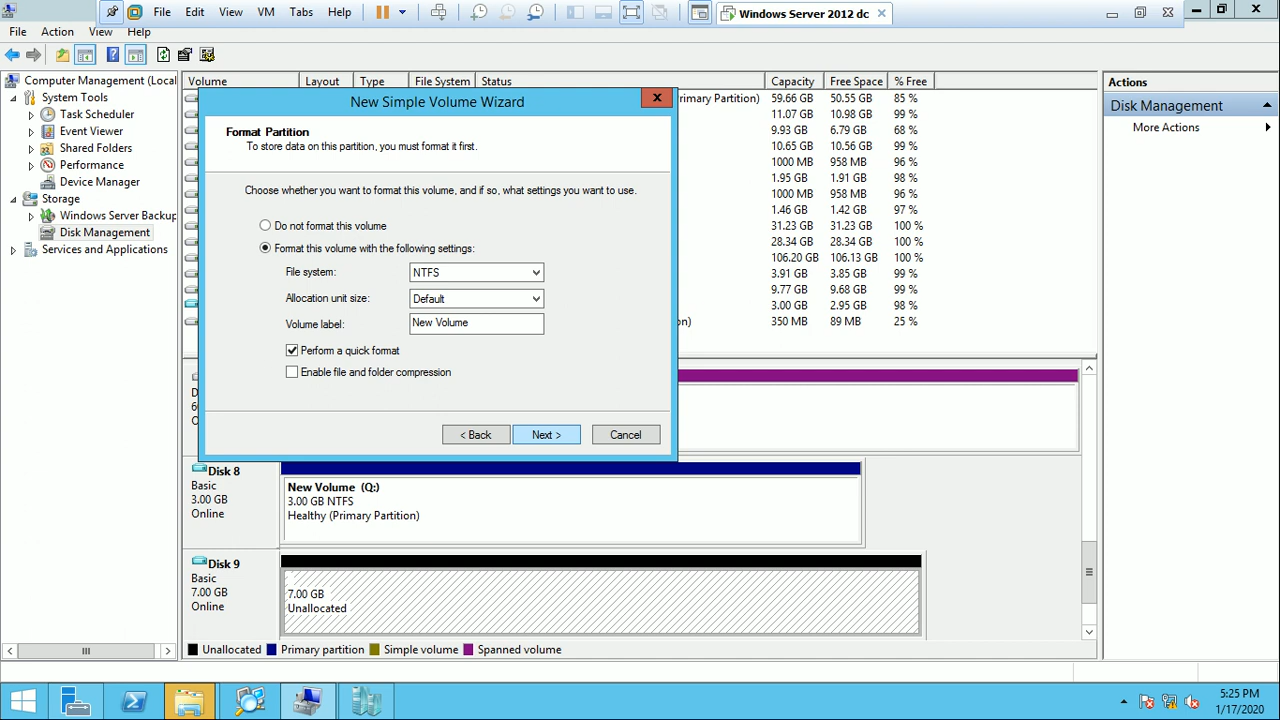 File Edit View VM Tabs Help
Windows Server 2012 dc
File Action View Help
Computer Management (Local
System Tools
Task Scheduler
Event Viewer
Shared Folders
Performance
Device Manager
Storage
Windows Server Backup
Disk Management
Services and Applications
Volume Layout Type File System Status Capacity Free Space % Free
rimary Partition) 59.66 GB 50.55 GB 85 %
11.07 GB 10.98 GB 99 %
9.93 GB 6.79 GB 68 %
10.65 GB 10.56 GB 99 %
1000 MB 958 MB 96 %
1.95 GB 1.91 GB 98 %
1000 MB 958 MB 96 %
1.46 GB 1.42 GB 97 %
31.23 GB 31.23 GB 100 %
28.34 GB 28.34 GB 100 %
106.20 GB 106.13 GB 100 %
3.91 GB 3.85 GB 99 %
9.77 GB 9.68 GB 99 %
3.00 GB 2.95 GB 98 %
on) 350 MB 89 MB 25 %
New Simple Volume Wizard
Format Partition
To store data on this partition, you must format it first.
Choose whether you want to format this volume, and if so, what settings you want to use.
Do not format this volume
Format this volume with the following settings:
File system: NTFS
Allocation unit size: Default
Volume label: New Volume
Perform a quick format
Enable file and folder compression
< Back Next > Cancel
D
6
O
Disk 8
Basic
3.00 GB
Online
New Volume (Q:)
3.00 GB NTFS
Healthy (Primary Partition)
Disk 9
Basic
7.00 GB
Online
7.00 GB
Unallocated
Unallocated Primary partition Simple volume Spanned volume
Actions
Disk Management
More Actions
5:25 PM
1/17/2020